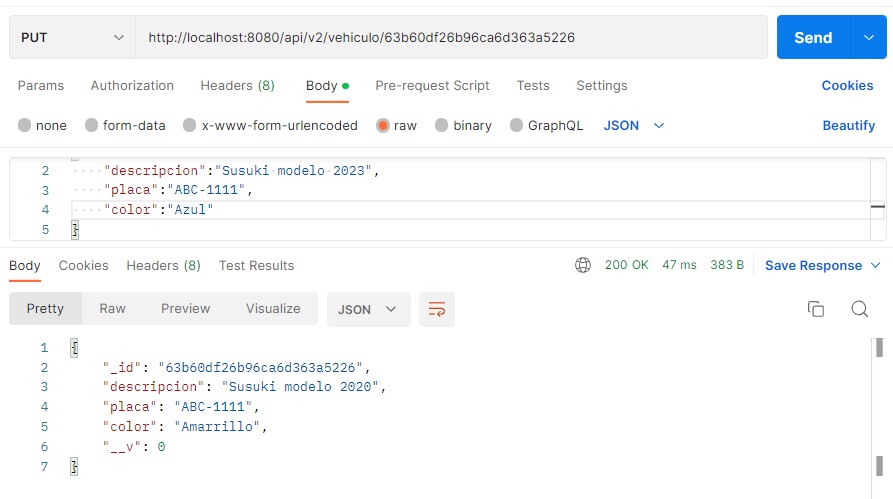 PUT http://localhost:8080/api/v2/vehiculo/63b60df26b96ca6d363a5226 Send
Params Authorization Headers (8) Body Pre-request Script Tests Settings Cookies
none form-data x-www-form-urlencoded raw binary GraphQL JSON Beautify
2 "descripcion":"Susuki modelo 2023",
3 "placa":"ABC-1111",
4 "color":"Azul"
5 }
Body Cookies Headers (8) Test Results 200 OK 47 ms 383 B Save Response
Pretty Raw Preview Visualize JSON
1 {
2 "_id": "63b60df26b96ca6d363a5226",
3 "descripcion": "Susuki modelo 2020",
4 "placa": "ABC-1111",
5 "color": "Amarrillo",
6 "__v": 0
7 }